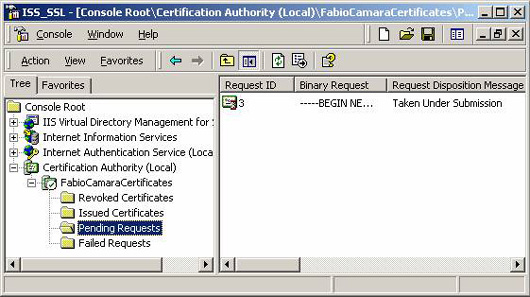 ISS_SSL - [Console Root\Certification Authority (Local)\FabioCamaraCertificates\P...
Console Window Help
Action View Favorites
Tree Favorites
Request ID Binary Request Request Disposition Message
Console Root
IIS Virtual Directory Management for
Internet Information Services
Internet Authentication Service (Loca
Certification Authority (Local)
FabioCamaraCertificates
Revoked Certificates
Issued Certificates
Pending Requests
Failed Requests
3 -----BEGIN NE... Taken Under Submission